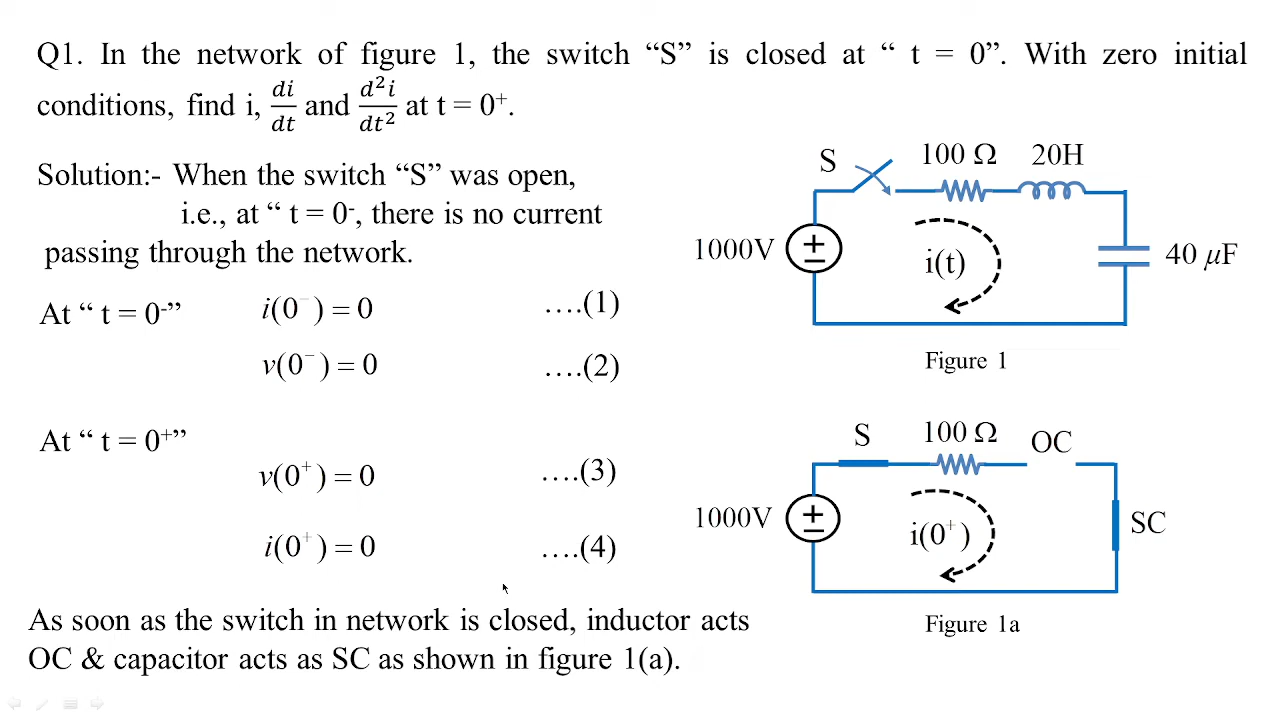 Q1. In the network of figure 1, the switch “S” is closed at “ t = 0”. With zero initial
conditions, find i, di/dt and d²i/dt² at t = 0⁺.
Solution:- When the switch “S” was open,
i.e., at “ t = 0⁻, there is no current
passing through the network.
At “ t = 0⁻” i(0⁻) = 0 ....(1)
v(0⁻) = 0 ....(2)
At “ t = 0⁺”
v(0⁺) = 0 ....(3)
i(0⁺) = 0 ....(4)
As soon as the switch in network is closed, inductor acts
OC & capacitor acts as SC as shown in figure 1(a).
S 100 Ω 20H
1000V + − i(t) 40 μF
Figure 1
S 100 Ω OC
1000V + − i(0⁺) SC
Figure 1a